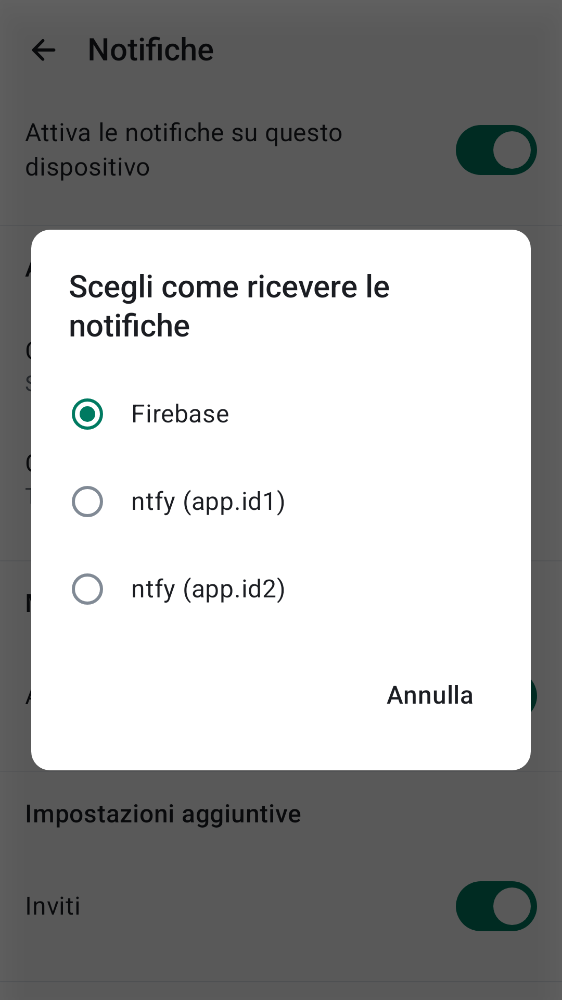 Notifiche
Attiva le notifiche su questo
dispositivo
Scegli come ricevere le
notifiche
Firebase
ntfy (app.id1)
ntfy (app.id2)
Annulla
Impostazioni aggiuntive
Inviti